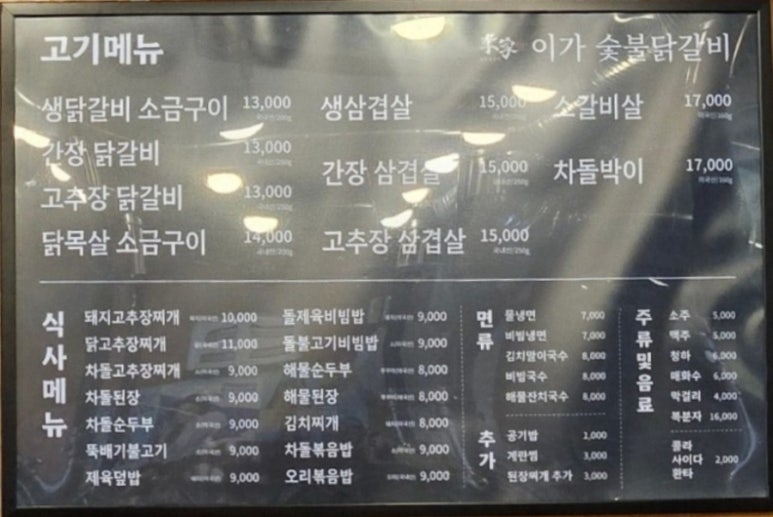 고기메뉴
이가 숯불닭갈비
생닭갈비 소금구이 13,000
간장 닭갈비 13,000
고추장 닭갈비 13,000
닭목살 소금구이 14,000
생삼겹살 15,000
간장 삼겹살 15,000
고추장 삼겹살 15,000
소갈비살 17,000
차돌박이 17,000
식사메뉴
돼지고추장찌개 10,000
닭고추장찌개 11,000
차돌고추장찌개 9,000
차돌된장 9,000
차돌순두부 9,000
뚝배기불고기 9,000
제육덮밥 9,000
돌제육비빔밥 9,000
돌불고기비빔밥 9,000
해물순두부 8,000
해물된장 8,000
김치찌개 8,000
차돌볶음밥 9,000
오리볶음밥 9,000
면류
물냉면 7,000
비빔냉면 7,000
김치말이국수 8,000
비빔국수 8,000
해물잔치국수 8,000
추가
공기밥 1,000
계란찜 3,000
된장찌개 추가 3,000
주류 및 음료
소주 5,000
맥주 5,000
청하 6,000
매화수 6,000
막걸리 4,000
복분자 16,000
콜라
사이다 2,000
환타